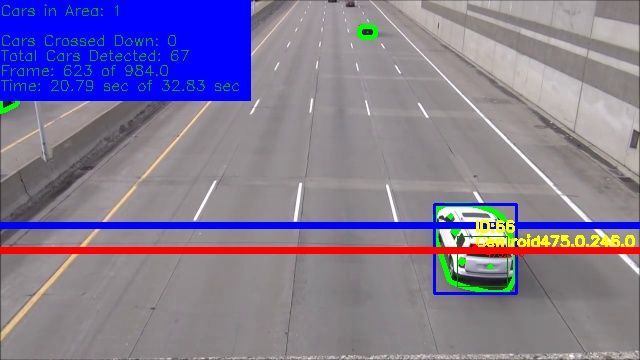 Cars in Area: 1
Cars Crossed Down: 0
Total Cars Detected: 67
Frame: 623 of 984.0
Time: 20.79 sec of 32.83 sec
ID:66
Centroid475.0.246.0